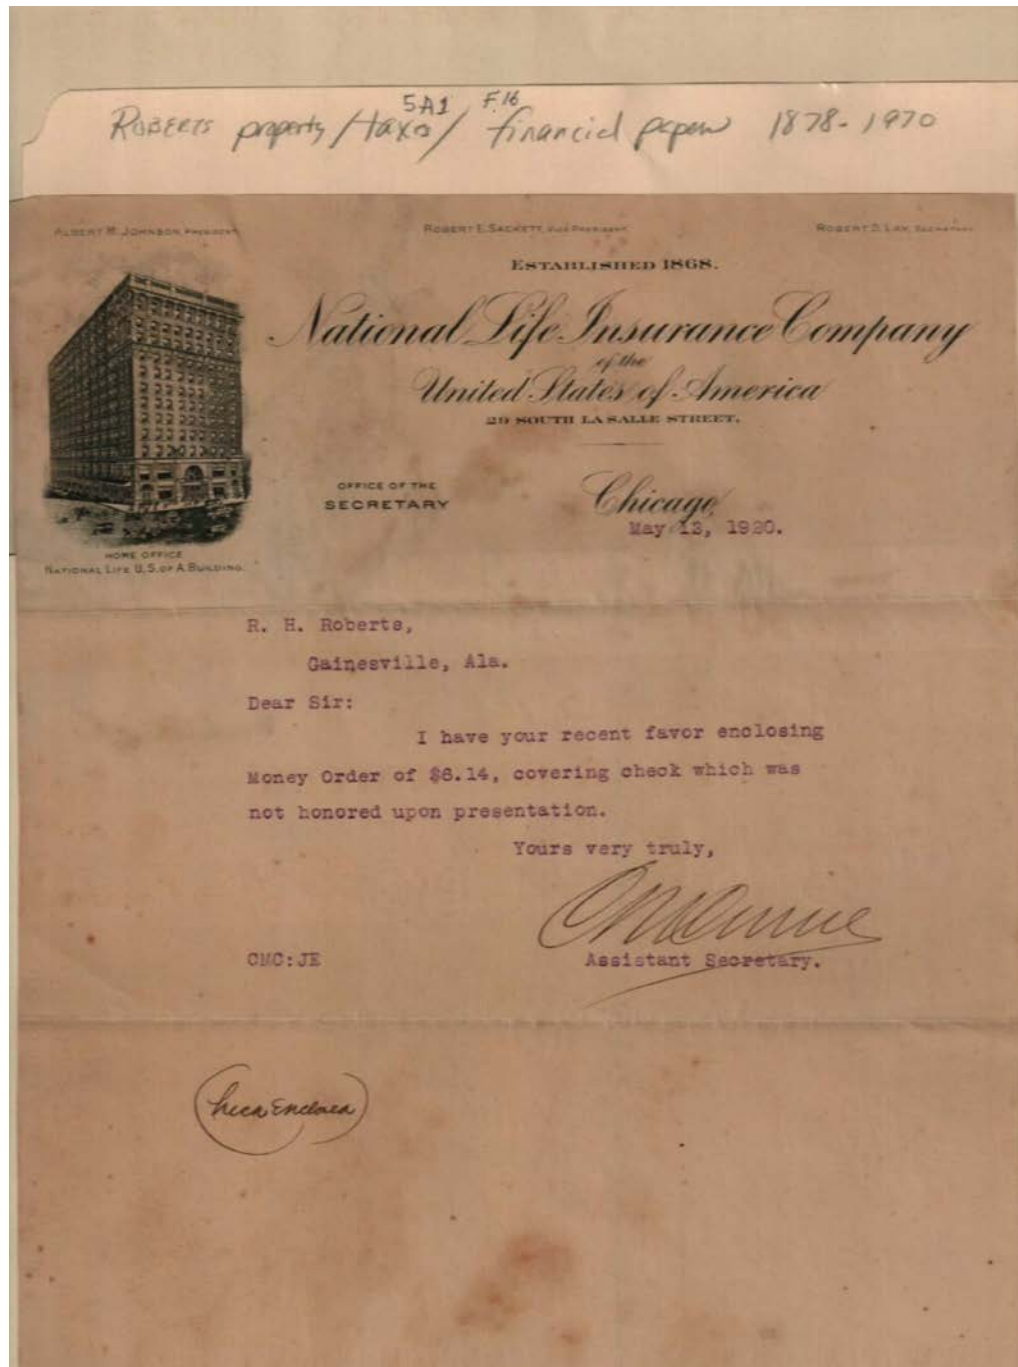 5A1 F.16
ROBERTS property/taxes/ financial papers 1878-1970
ALBERT M. JOHNSON, PRESIDENT. ROBERT E. SACKETT, VICE PRESIDENT. ROBERT D. LAY, SECRETARY.
ESTABLISHED 1868.
National Life Insurance Company
of the
United States of America
29 SOUTH LA SALLE STREET.
OFFICE OF THE
SECRETARY
Chicago,
May 13, 1920.
HOME OFFICE
NATIONAL LIFE U.S. OF A. BUILDING.
R. H. Roberts,
Gainesville, Ala.
Dear Sir:
I have your recent favor enclosing
Money Order of $6.14, covering check which was
not honored upon presentation.
Yours very truly,
CMC:JE Assistant Secretary.